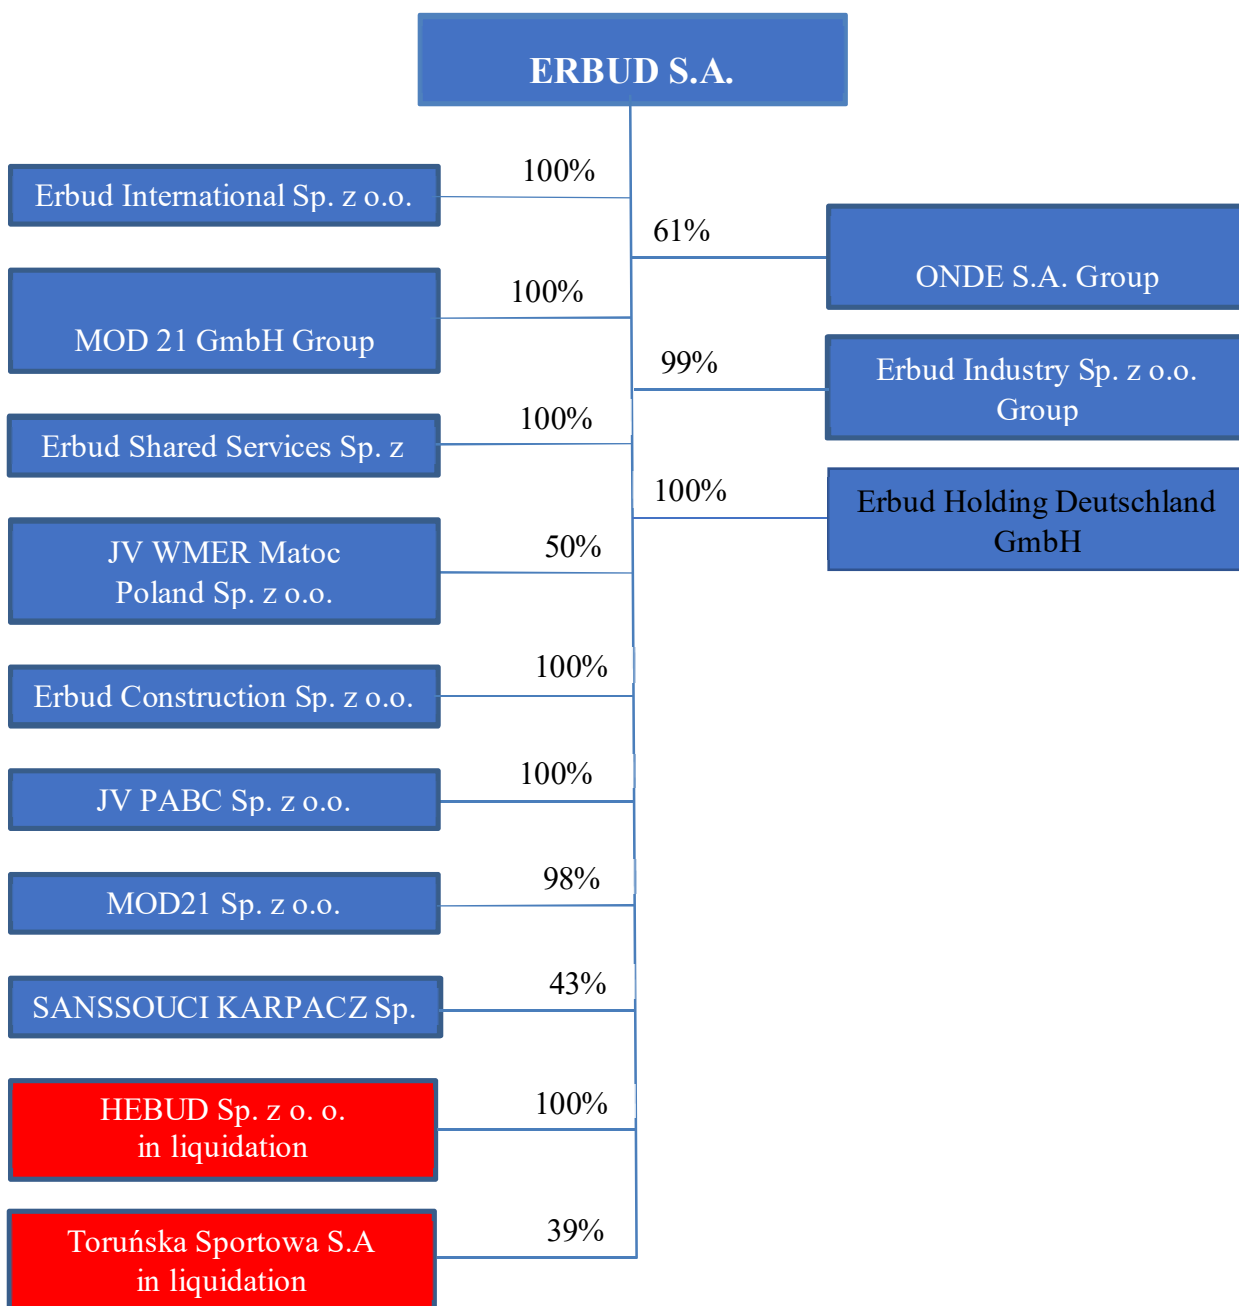 ERBUD S.A.
100%
Erbud International Sp. z o.o.
61%
ONDE S.A. Group
100%
MOD 21 GmbH Group
99%
Erbud Industry Sp. z o.o.
Group
100%
Erbud Shared Services Sp. z
100%
Erbud Holding Deutschland
GmbH
50%
JV WMER Matoc
Poland Sp. z o.o.
100%
Erbud Construction Sp. z o.o.
100%
JV PABC Sp. z o.o.
98%
MOD21 Sp. z o.o.
43%
SANSSOUCI KARPACZ Sp.
100%
HEBUD Sp. z o. o.
in liquidation
39%
Toruńska Sportowa S.A
in liquidation